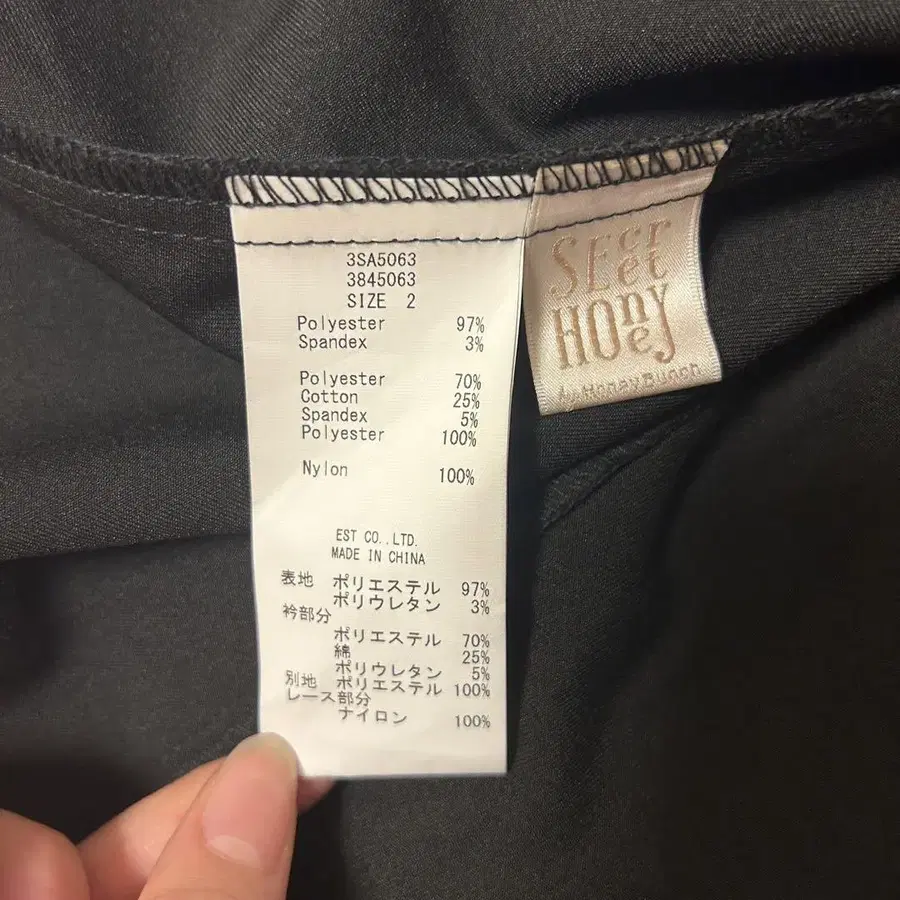 3SA5063
3845063
SIZE 2
Polyester 97%
Spandex 3%
Polyester 70%
Cotton 25%
Spandex 5%
Polyester 100%
Nylon 100%
EST CO.,LTD.
MADE IN CHINA
表地 ポリエステル 97%
ポリウレタン 3%
衿部分
ポリエステル 70%
綿 25%
ポリウレタン 5%
別地 ポリエステル 100%
レース部分
ナイロン 100%
SEcret
HOneJ
by Honey Bunch